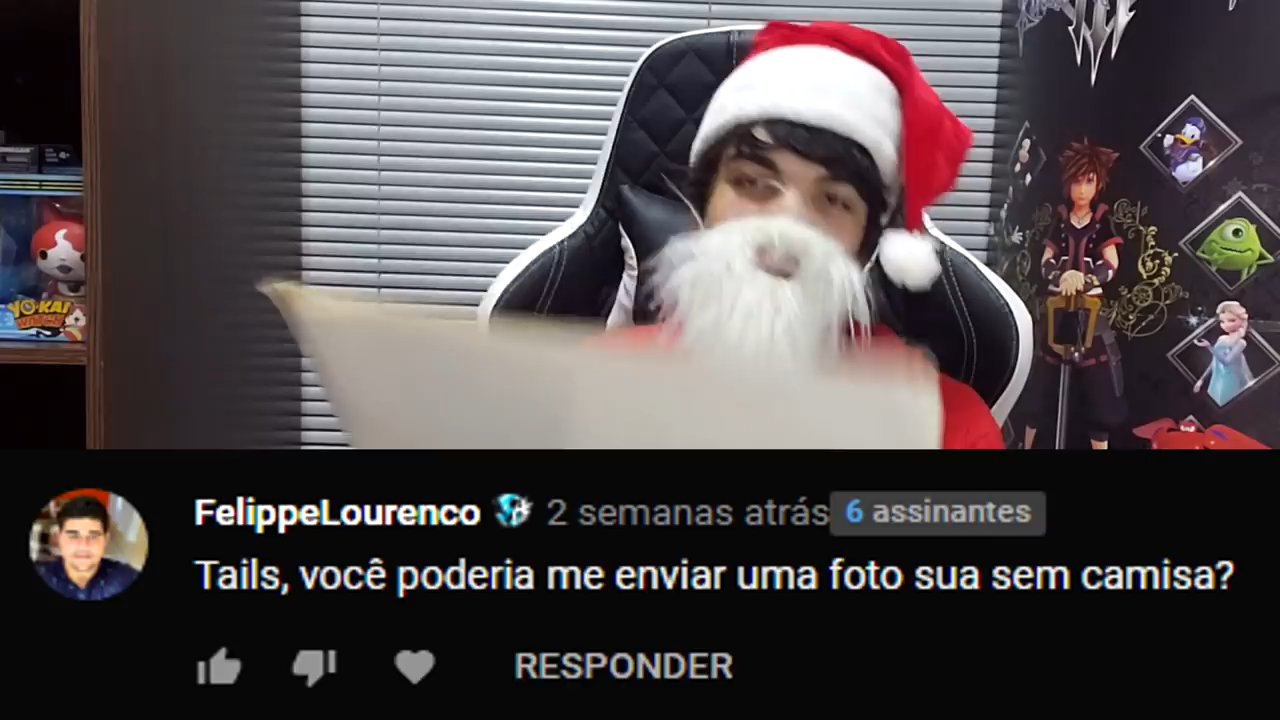 YO-KAI
WATCH
FelippeLourenco 2 semanas atrás 6 assinantes
Tails, você poderia me enviar uma foto sua sem camisa?
RESPONDER